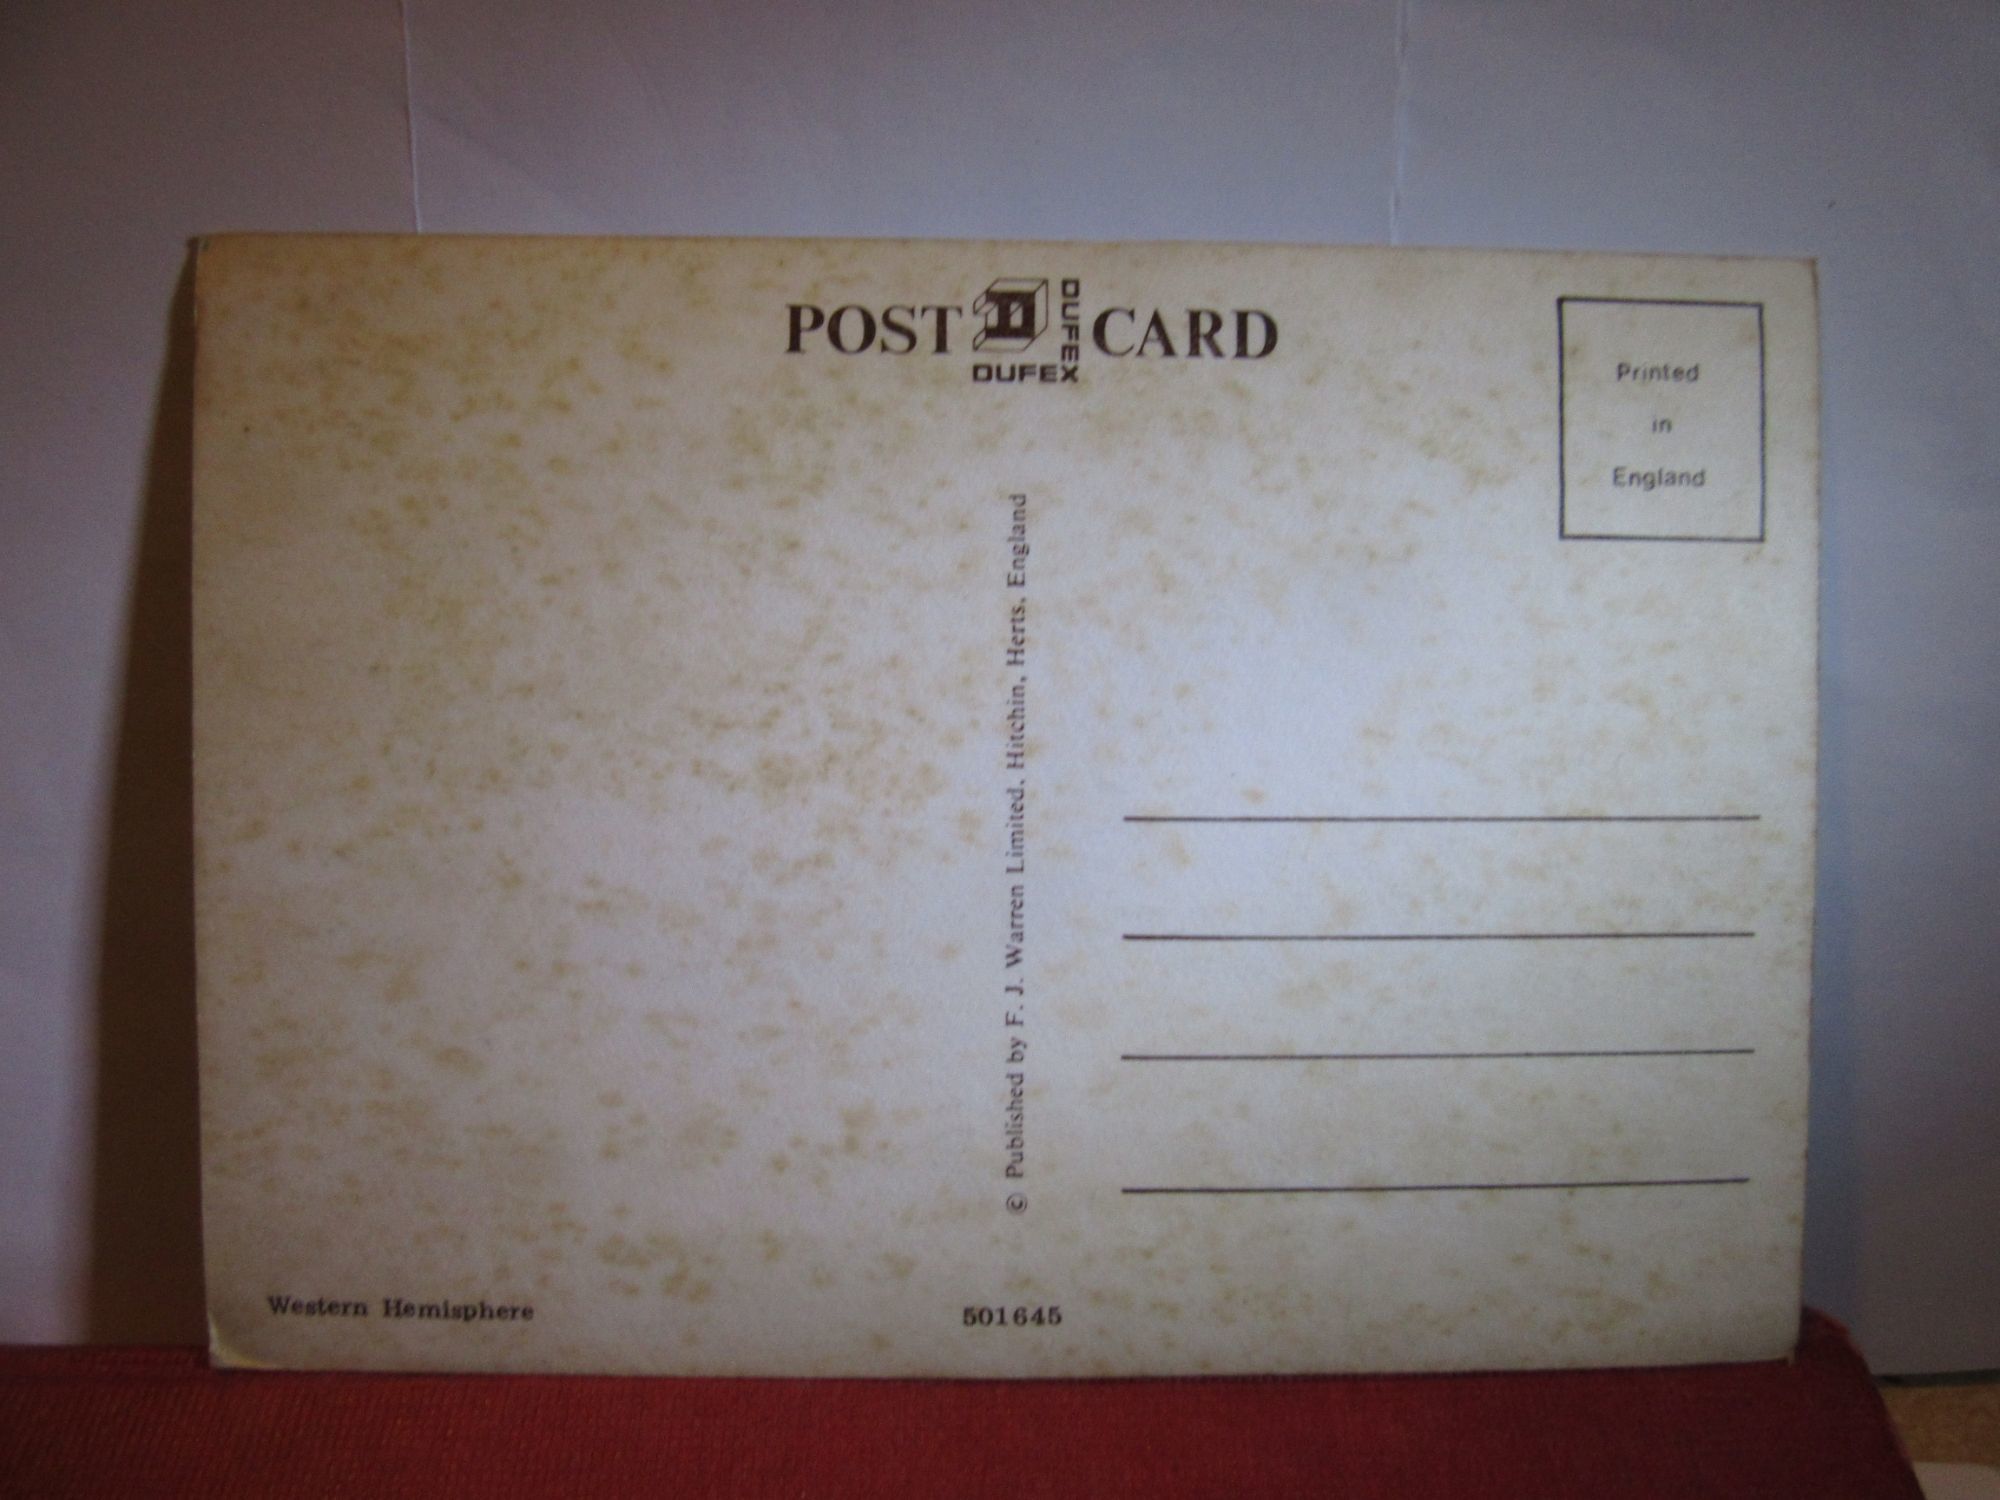 POST D DUFEX DUFEX CARD
Printed
in
England
© Published by F. J. Warren Limited, Hitchin, Herts, England
Western Hemisphere
501645